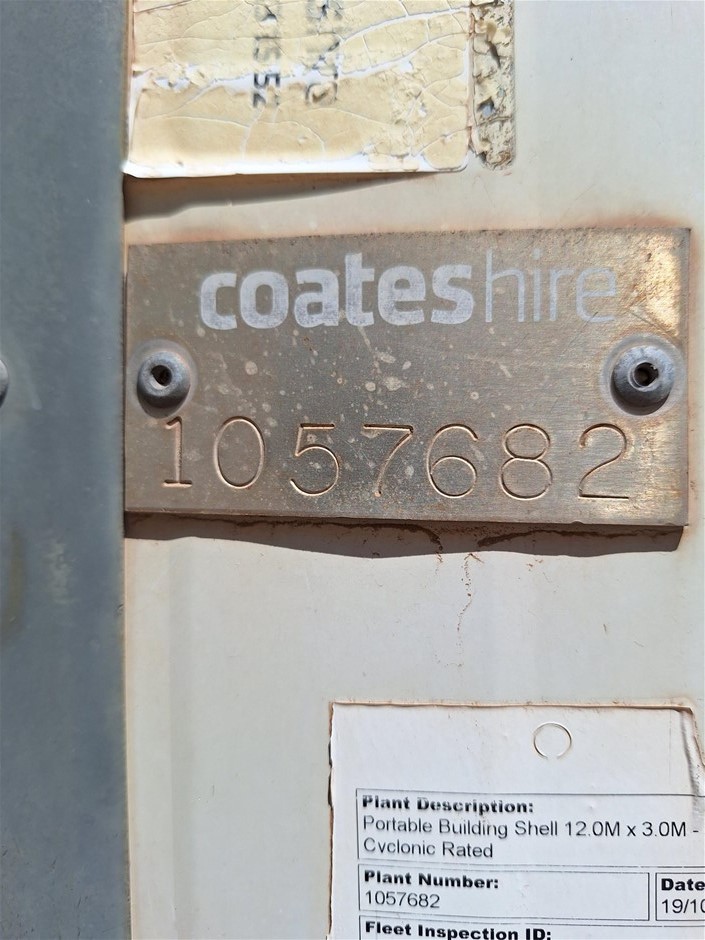 coateshire
1057682
Plant Description:
Portable Building Shell 12.0M x 3.0M -
Cyclonic Rated
Plant Number:
1057682
Date
19/10
Fleet Inspection ID: